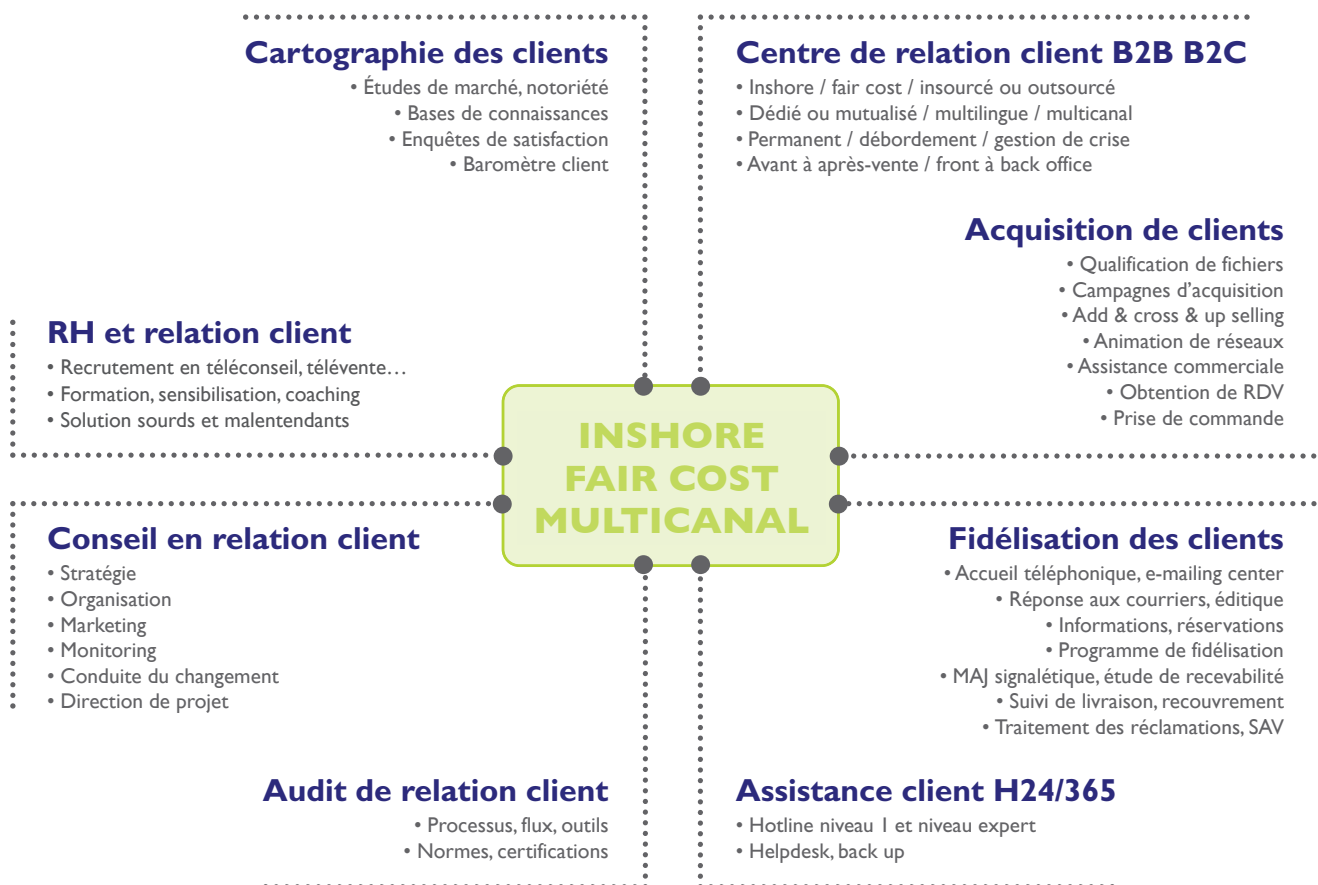 Cartographie des clients
• Études de marché, notoriété
• Bases de connaissances
• Enquêtes de satisfaction
• Baromètre client
Centre de relation client B2B B2C
• Inshore / fair cost / insourcé ou outsourcé
• Dédié ou mutualisé / multilingue / multicanal
• Permanent / débordement / gestion de crise
• Avant à après-vente / front à back office
Acquisition de clients
• Qualification de fichiers
• Campagnes d’acquisition
• Add & cross & up selling
• Animation de réseaux
• Assistance commerciale
• Obtention de RDV
• Prise de commande
RH et relation client
• Recrutement en téléconseil, télévente…
• Formation, sensibilisation, coaching
• Solution sourds et malentendants
INSHORE
FAIR COST
MULTICANAL
Conseil en relation client
• Stratégie
• Organisation
• Marketing
• Monitoring
• Conduite du changement
• Direction de projet
Fidélisation des clients
• Accueil téléphonique, e-mailing center
• Réponse aux courriers, éditique
• Informations, réservations
• Programme de fidélisation
• MAJ signalétique, étude de recevabilité
• Suivi de livraison, recouvrement
• Traitement des réclamations, SAV
Audit de relation client
• Processus, flux, outils
• Normes, certifications
Assistance client H24/365
• Hotline niveau 1 et niveau expert
• Helpdesk, back up